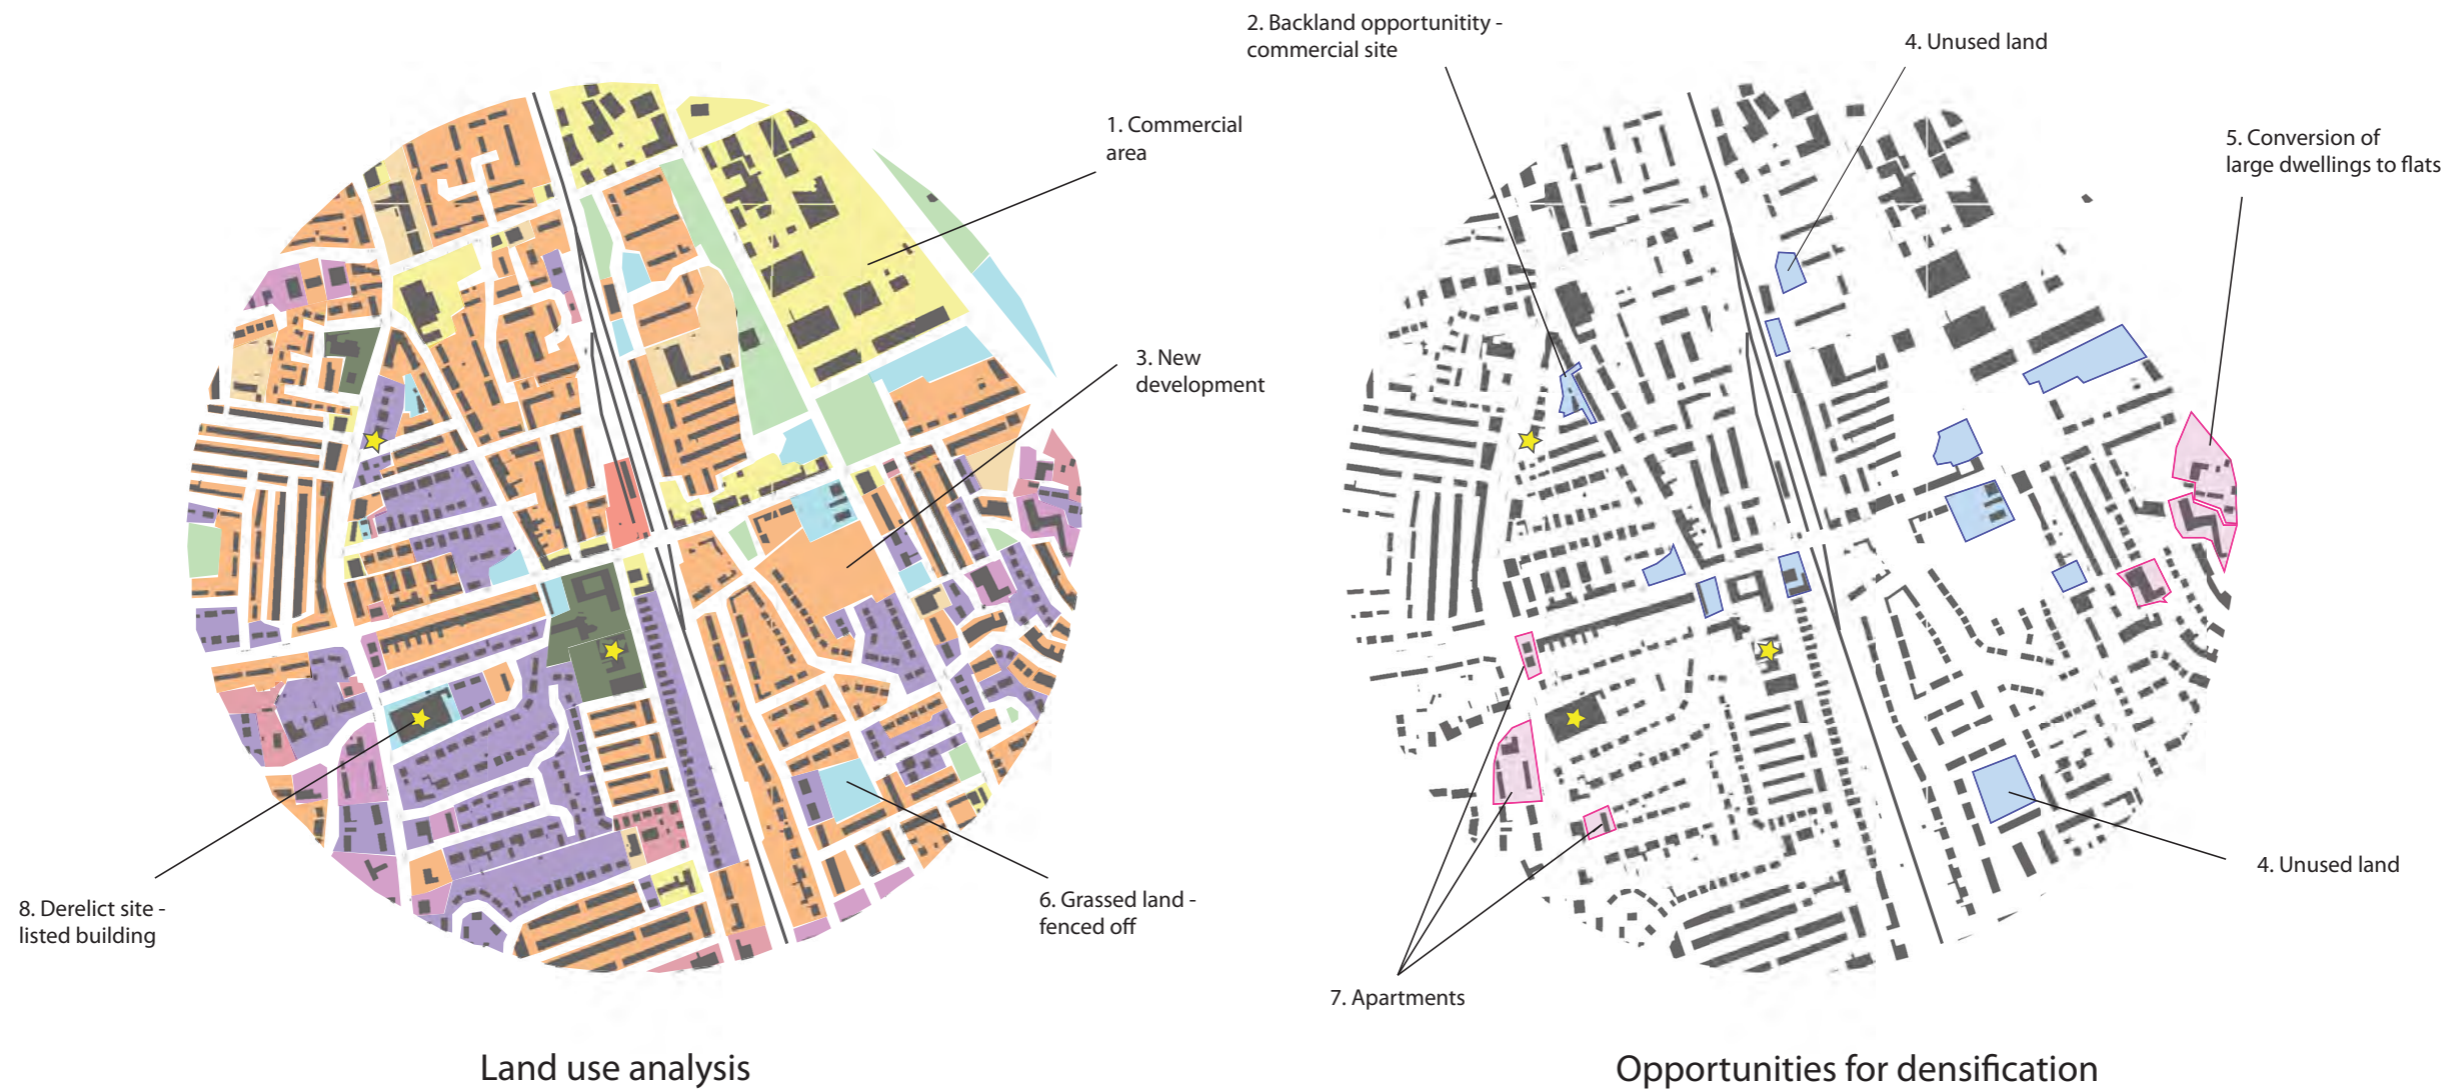 2. Backland opportunitity -
commercial site
4. Unused land
1. Commercial
area
5. Conversion of
large dwellings to flats
3. New
development
8. Derelict site -
listed building
6. Grassed land -
fenced off
4. Unused land
7. Apartments
Land use analysis
Opportunities for densification